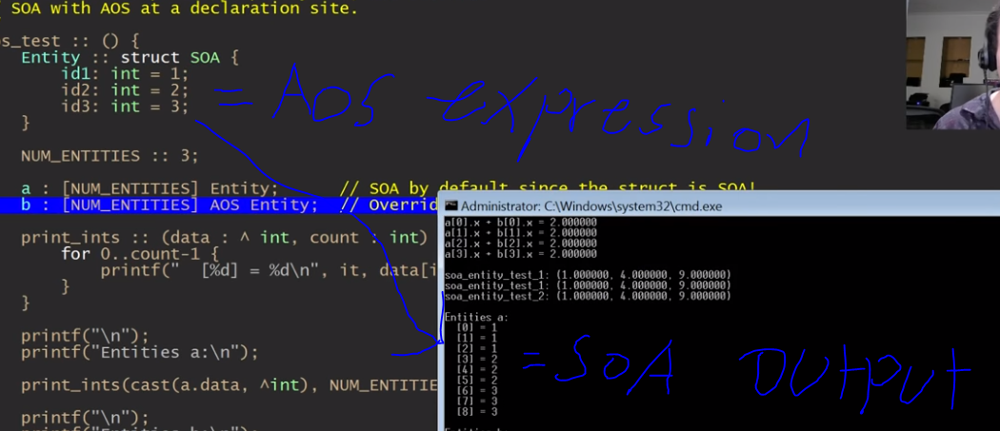 SOA with AOS at a declaration site.
s_test :: () {
Entity :: struct SOA {
id1: int = 1;
id2: int = 2;
id3: int = 3;
}
= AOS expression
NUM_ENTITIES :: 3;
a : [NUM_ENTITIES] Entity; // SOA by default since the struct is SOA!
b : [NUM_ENTITIES] AOS Entity; // Overrid
print_ints :: (data : ^ int, count : int)
for 0..count-1 {
printf(" [%d] = %d\n", it, data[i
}
}
printf("\n");
printf("Entities a:\n");
print_ints(cast(a.data, ^int), NUM_ENTITIE
printf("\n");
Administrator: C:\Windows\system32\cmd.exe
a[0].x + b[0].x = 2.000000
a[1].x + b[1].x = 2.000000
a[2].x + b[2].x = 2.000000
a[3].x + b[3].x = 2.000000
soa_entity_test_1: (1.000000, 4.000000, 9.000000)
soa_entity_test_1: (1.000000, 4.000000, 9.000000)
soa_entity_test_2: (1.000000, 4.000000, 9.000000)
Entities a:
[0] = 1
[1] = 1
[2] = 1
[3] = 2
[4] = 2
[5] = 2
[6] = 3
[7] = 3
[8] = 3
= SOA OUtPUt